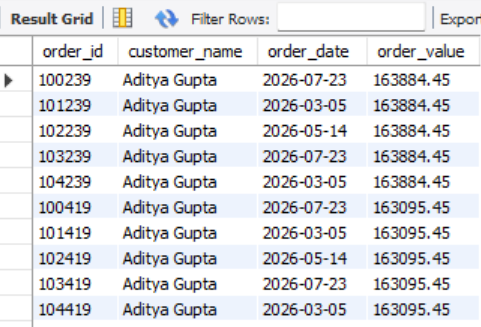 Result Grid Filter Rows: Expor
order_id customer_name order_date order_value
100239 Aditya Gupta 2026-07-23 163884.45
101239 Aditya Gupta 2026-03-05 163884.45
102239 Aditya Gupta 2026-05-14 163884.45
103239 Aditya Gupta 2026-07-23 163884.45
104239 Aditya Gupta 2026-03-05 163884.45
100419 Aditya Gupta 2026-07-23 163095.45
101419 Aditya Gupta 2026-03-05 163095.45
102419 Aditya Gupta 2026-05-14 163095.45
103419 Aditya Gupta 2026-07-23 163095.45
104419 Aditya Gupta 2026-03-05 163095.45